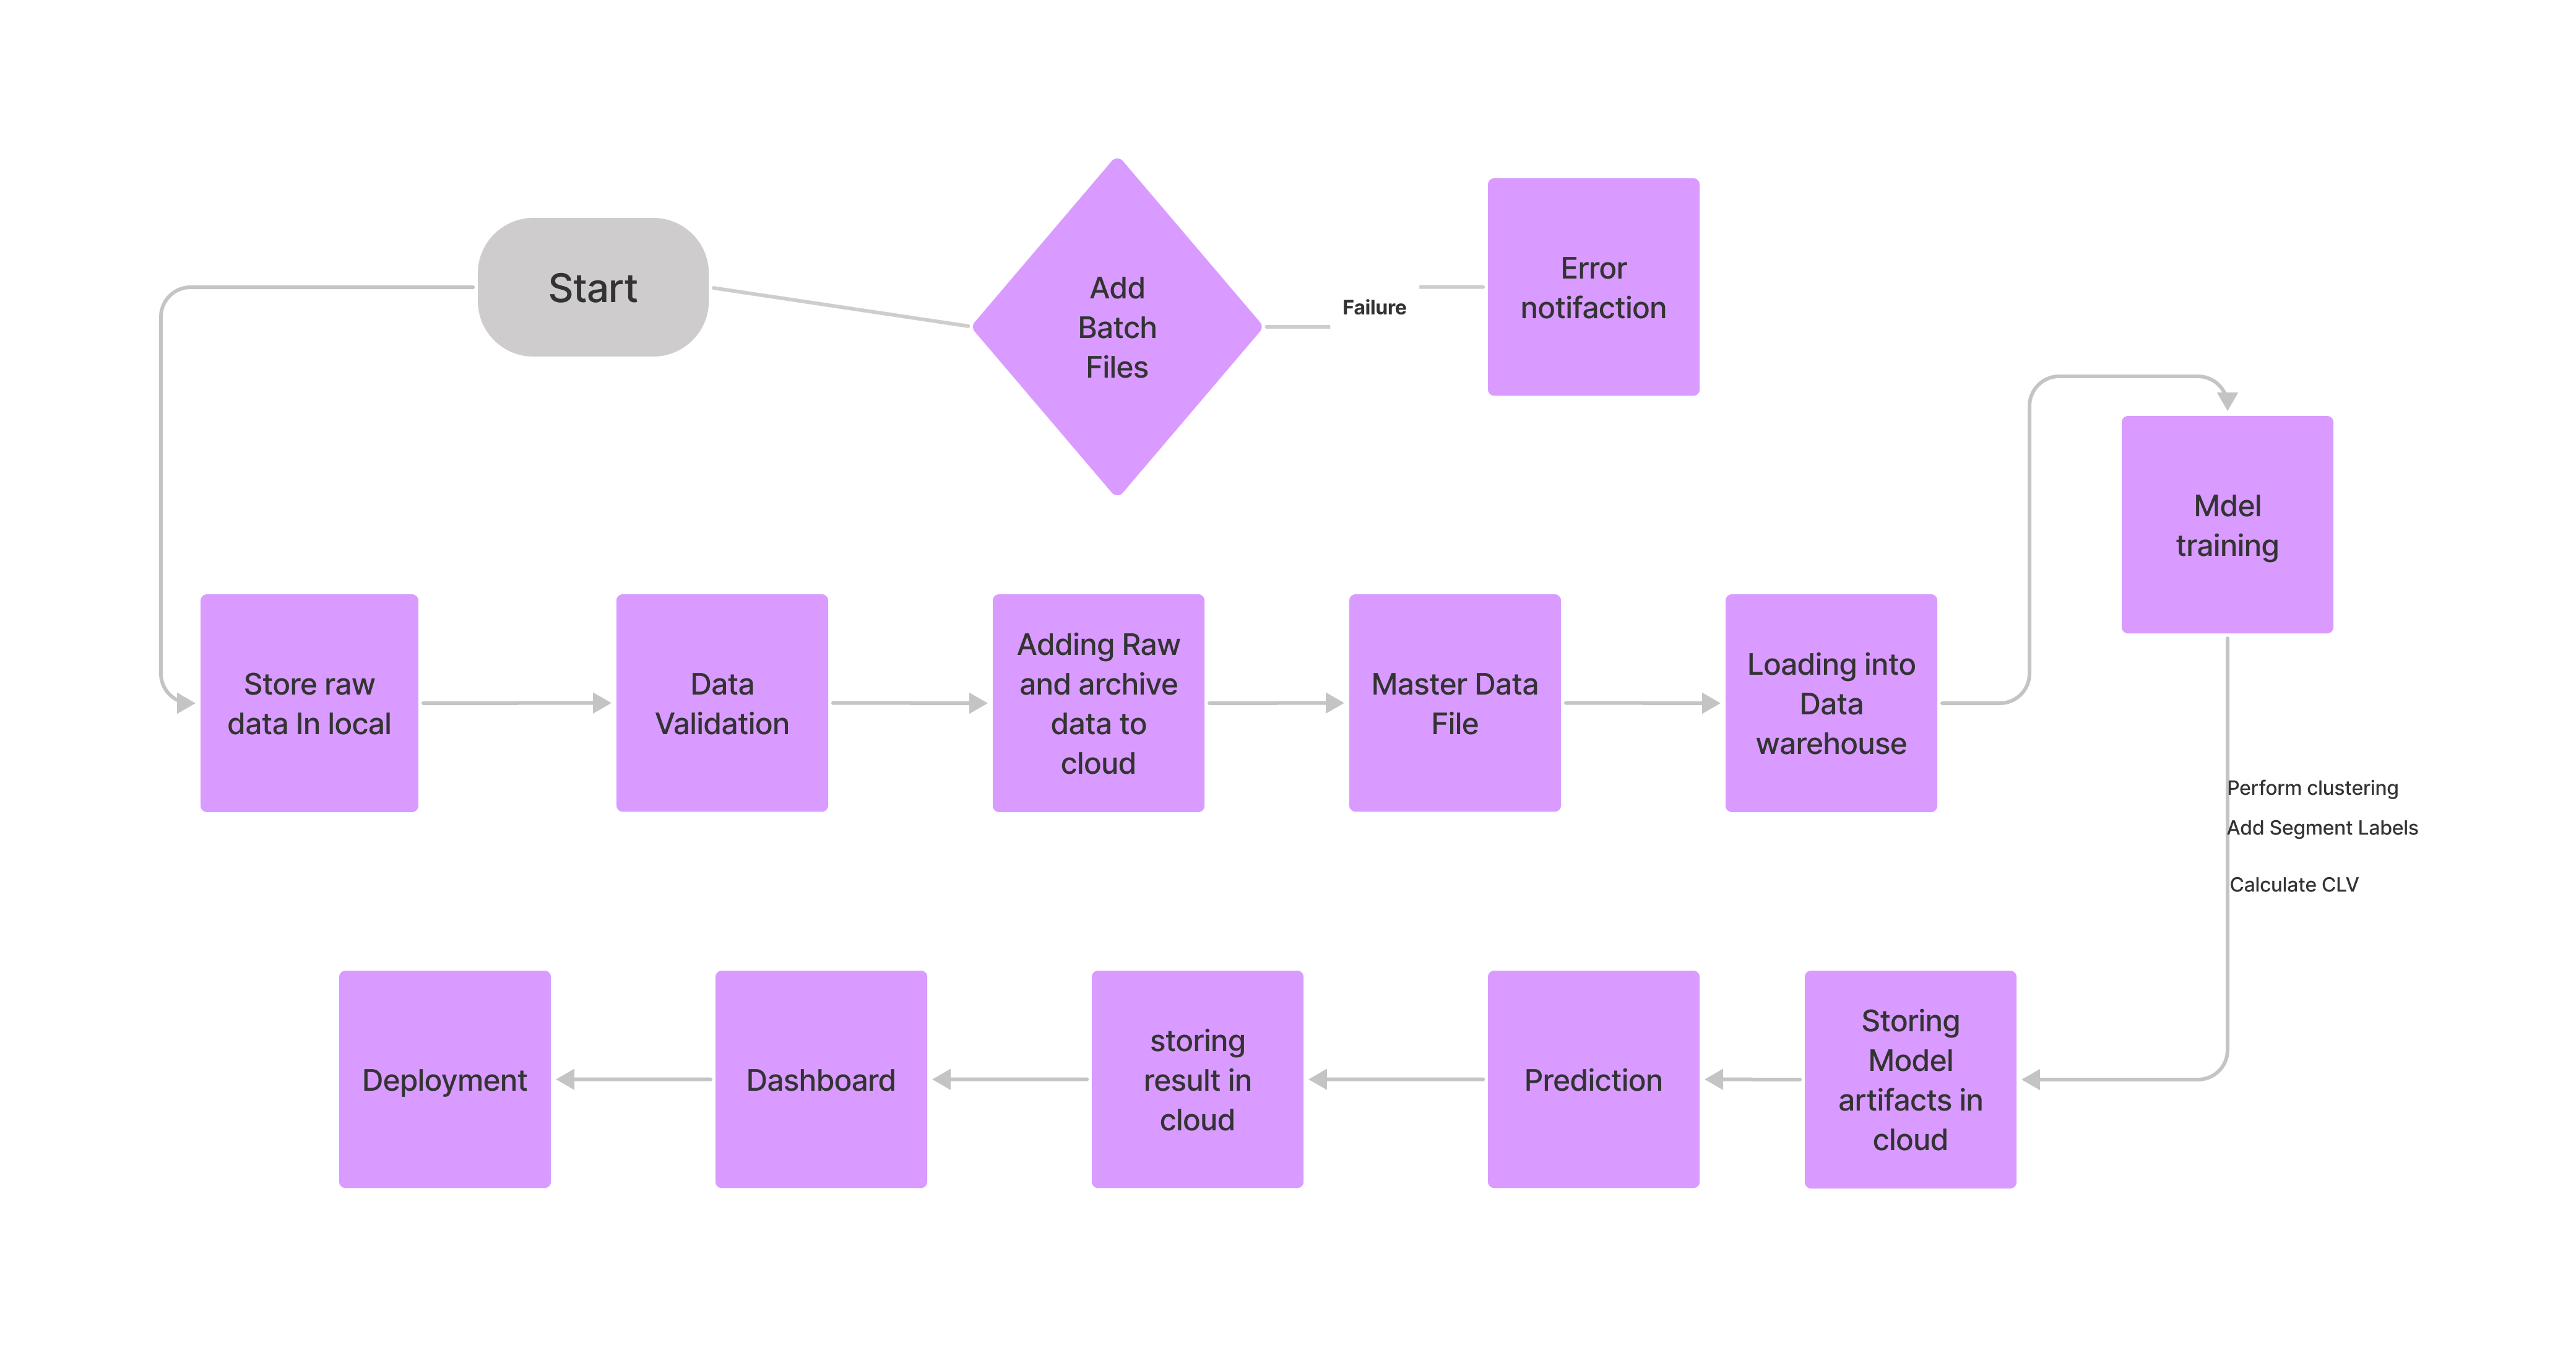 Start
Add
Batch
Files
Failure
Error
notifaction
Mdel
training
Store raw
data In local
Data
Validation
Adding Raw
and archive
data to
cloud
Master Data
File
Loading into
Data
warehouse
Perform clustering
Add Segment Labels
Calculate CLV
Deployment
Dashboard
storing
result in
cloud
Prediction
Storing
Model
artifacts in
cloud